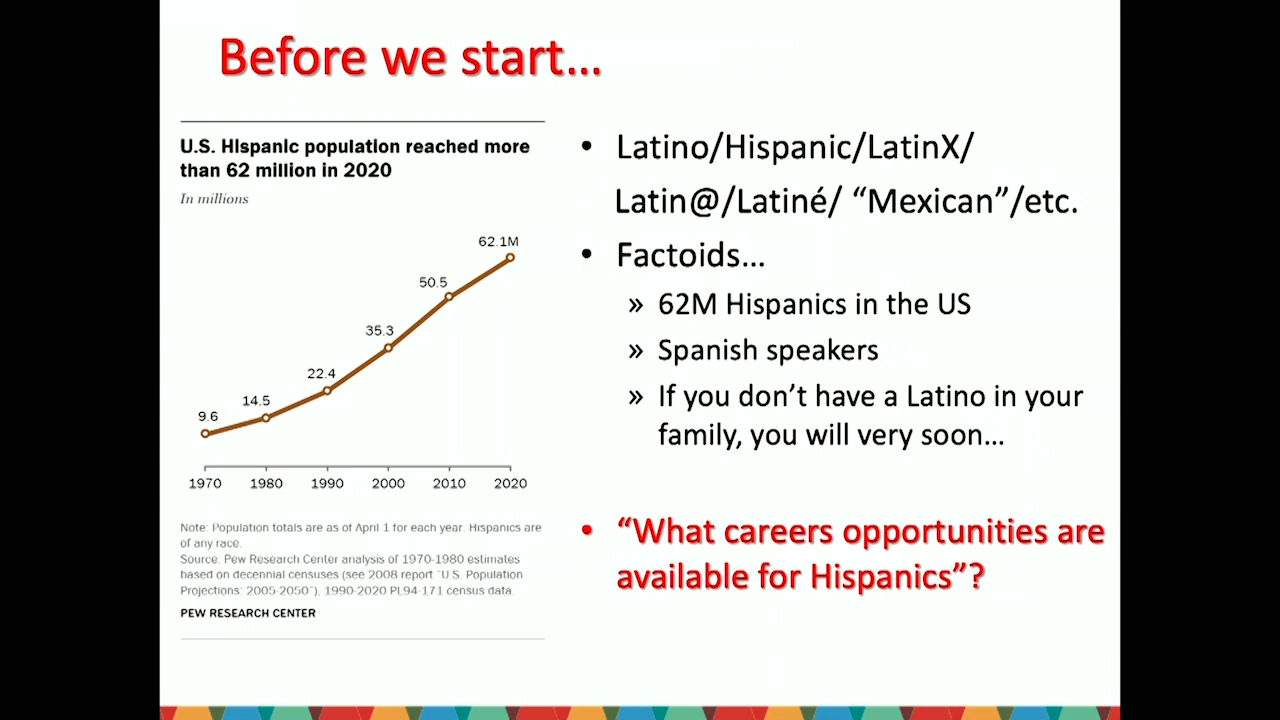 Before we start…
U.S. Hispanic population reached more
than 62 million in 2020
In millions
62.1M
50.5
35.3
22.4
14.5
9.6
1970 1980 1990 2000 2010 2020
Note: Population totals are as of April 1 for each year. Hispanics are
of any race.
Source: Pew Research Center analysis of 1970-1980 estimates
based on decennial censuses (see 2008 report "U.S. Population
Projections: 2005-2050"), 1990-2020 PL94-171 census data.
PEW RESEARCH CENTER
• Latino/Hispanic/LatinX/
Latin@/Latiné/ “Mexican”/etc.
• Factoids…
» 62M Hispanics in the US
» Spanish speakers
» If you don’t have a Latino in your
family, you will very soon…
• “What careers opportunities are
available for Hispanics”?